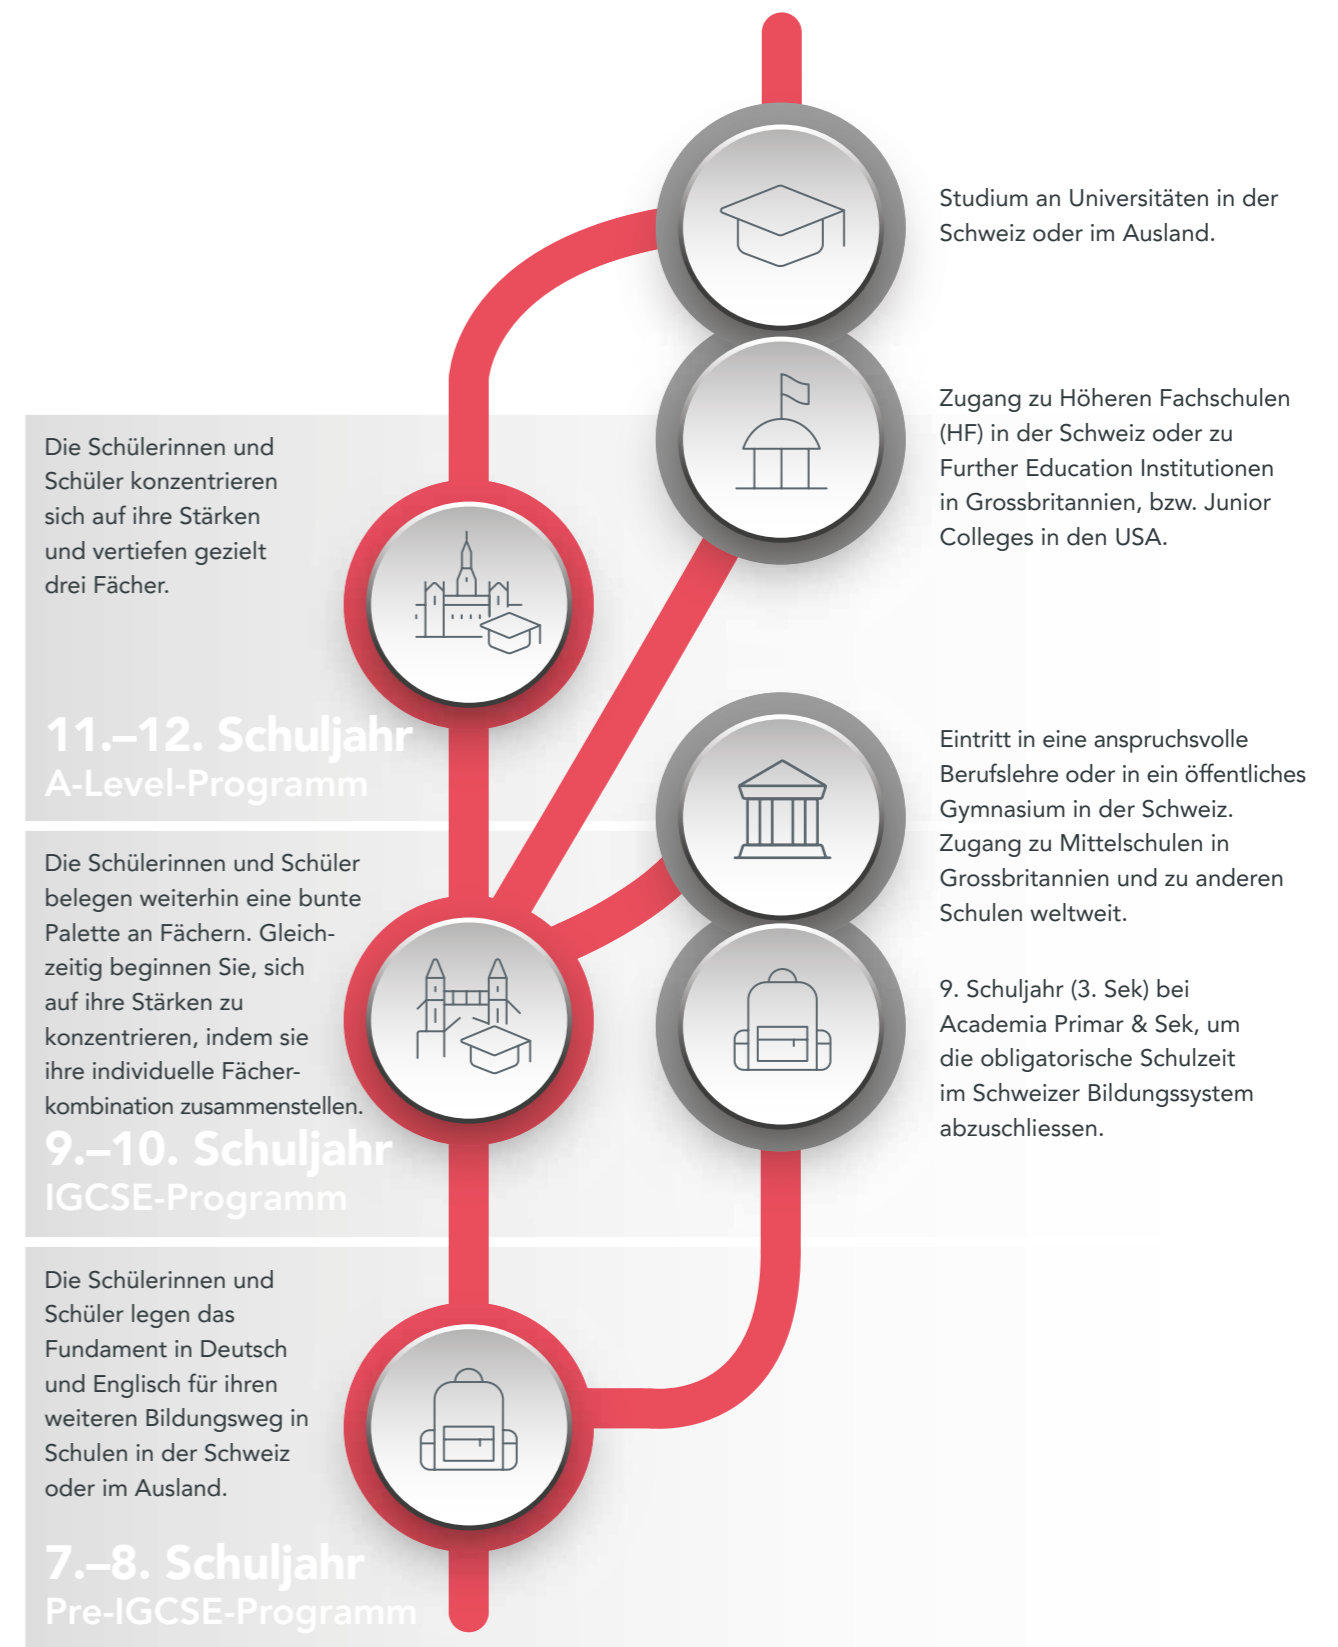 Studium an Universitäten in der
Schweiz oder im Ausland.
Zugang zu Höheren Fachschulen
(HF) in der Schweiz oder zu
Further Education Institutionen
in Grossbritannien, bzw. Junior
Colleges in den USA.
Die Schülerinnen und
Schüler konzentrieren
sich auf ihre Stärken
und vertiefen gezielt
drei Fächer.
11.–12. Schuljahr
A-Level-Programm
Eintritt in eine anspruchsvolle
Berufslehre oder in ein öffentliches
Gymnasium in der Schweiz.
Zugang zu Mittelschulen in
Grossbritannien und zu anderen
Schulen weltweit.
Die Schülerinnen und Schüler
belegen weiterhin eine bunte
Palette an Fächern. Gleich-
zeitig beginnen Sie, sich
auf ihre Stärken zu
konzentrieren, indem sie
ihre individuelle Fächer-
kombination zusammenstellen.
9.–10. Schuljahr
IGCSE-Programm
9. Schuljahr (3. Sek) bei
Academia Primar & Sek, um
die obligatorische Schulzeit
im Schweizer Bildungssystem
abzuschliessen.
Die Schülerinnen und
Schüler legen das
Fundament in Deutsch
und Englisch für ihren
weiteren Bildungsweg in
Schulen in der Schweiz
oder im Ausland.
7.–8. Schuljahr
Pre-IGCSE-Programm